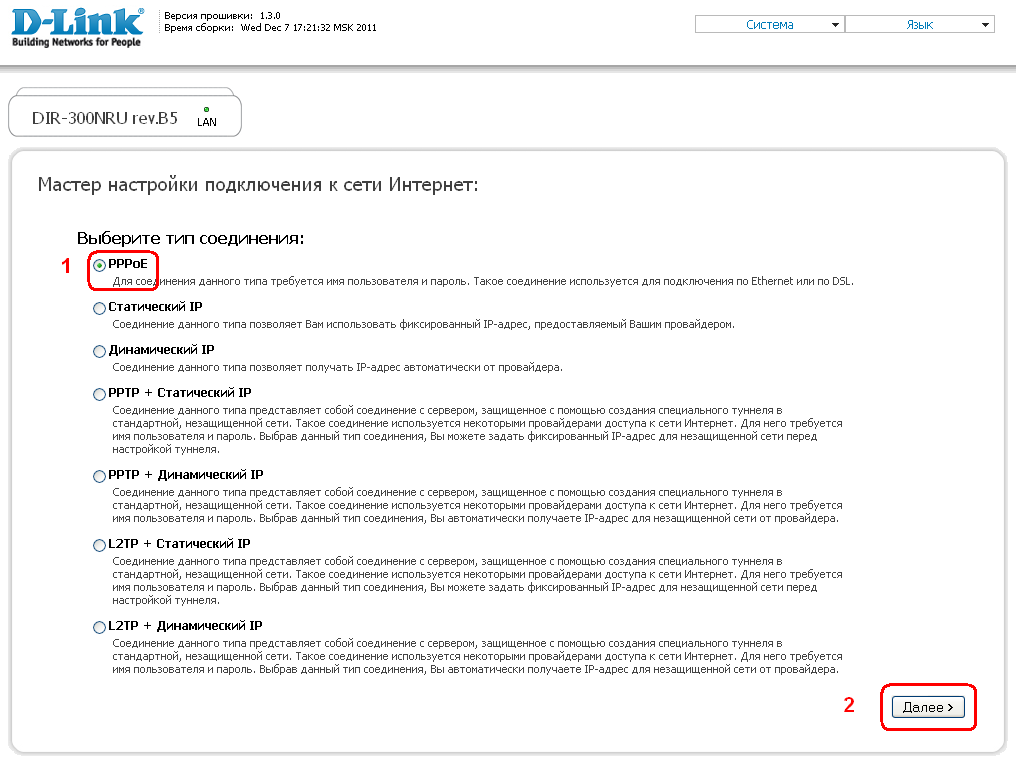 D-Link®
Building Networks for People
Версия прошивки: 1.3.0
Время сборки: Wed Dec 7 17:21:32 MSK 2011
Система
Язык
DIR-300NRU rev.B5
LAN
Мастер настройки подключения к сети Интернет:
Выберите тип соединения:
1
PPPoE
Для соединения данного типа требуется имя пользователя и пароль. Такое соединение используется для подключения по Ethernet или по DSL.
Статический IP
Соединение данного типа позволяет Вам использовать фиксированный IP-адрес, предоставляемый Вашим провайдером.
Динамический IP
Соединение данного типа позволяет получать IP-адрес автоматически от провайдера.
PPTP + Статический IP
Соединение данного типа представляет собой соединение с сервером, защищенное с помощью создания специального туннеля в
стандартной, незащищенной сети. Такое соединение используется некоторыми провайдерами доступа к сети Интернет. Для него требуется
имя пользователя и пароль. Выбрав данный тип соединения, Вы можете задать фиксированный IP-адрес для незащищенной сети перед
настройкой туннеля.
PPTP + Динамический IP
Соединение данного типа представляет собой соединение с сервером, защищенное с помощью создания специального туннеля в
стандартной, незащищенной сети. Такое соединение используется некоторыми провайдерами доступа к сети Интернет. Для него требуется
имя пользователя и пароль. Выбрав данный тип соединения, Вы автоматически получаете IP-адрес для незащищенной сети от провайдера.
L2TP + Статический IP
Соединение данного типа представляет собой соединение с сервером, защищенное с помощью создания специального туннеля в
стандартной, незащищенной сети. Такое соединение используется некоторыми провайдерами доступа к сети Интернет. Для него требуется
имя пользователя и пароль. Выбрав данный тип соединения, Вы можете задать фиксированный IP-адрес для незащищенной сети перед
настройкой туннеля.
L2TP + Динамический IP
Соединение данного типа представляет собой соединение с сервером, защищенное с помощью создания специального туннеля в
стандартной, незащищенной сети. Такое соединение используется некоторыми провайдерами доступа к сети Интернет. Для него требуется
имя пользователя и пароль. Выбрав данный тип соединения, Вы автоматически получаете IP-адрес для незащищенной сети от провайдера.
2
Далее >